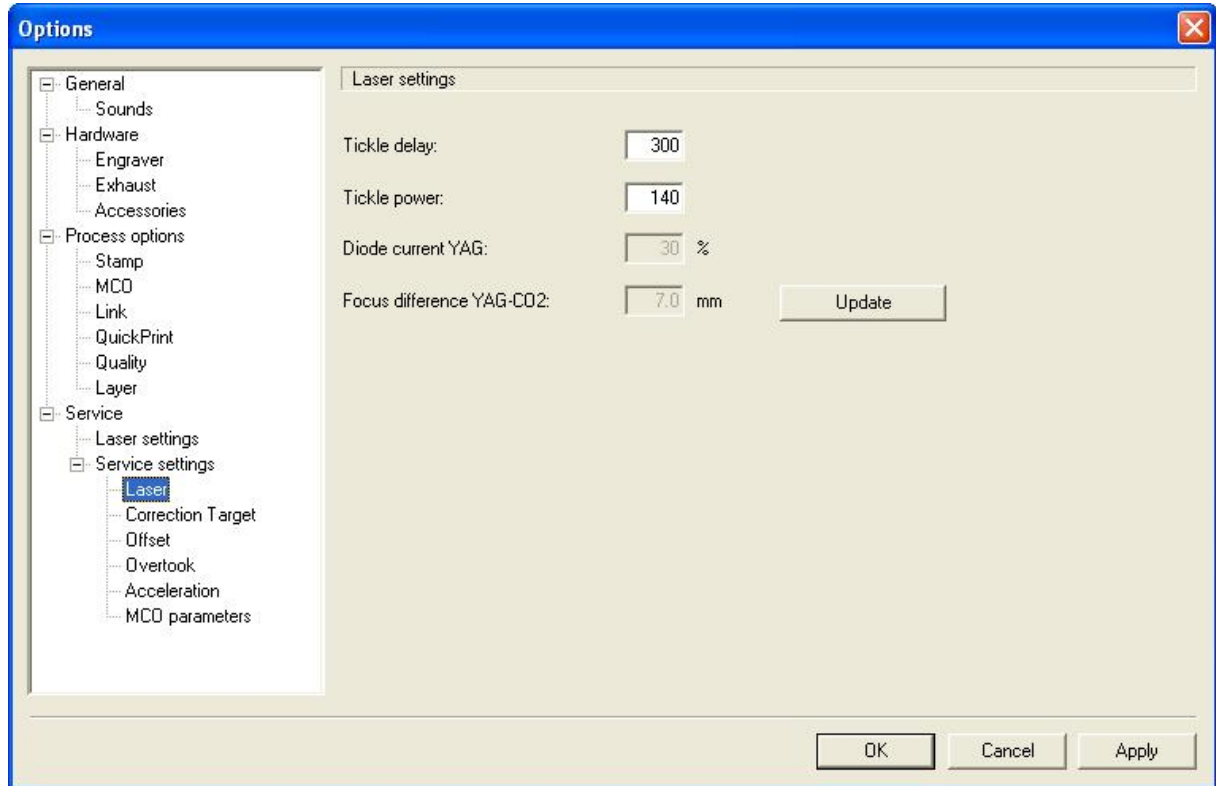 Options
General
Sounds
Hardware
Engraver
Exhaust
Accessories
Process options
Stamp
MCO
Link
QuickPrint
Quality
Layer
Service
Laser settings
Service settings
Laser
Correction Target
Offset
Overtook
Acceleration
MCO parameters
Laser settings
Tickle delay: 300
Tickle power: 140
Diode current YAG: 30 %
Focus difference YAG-CO2: 7.0 mm Update
OK Cancel Apply